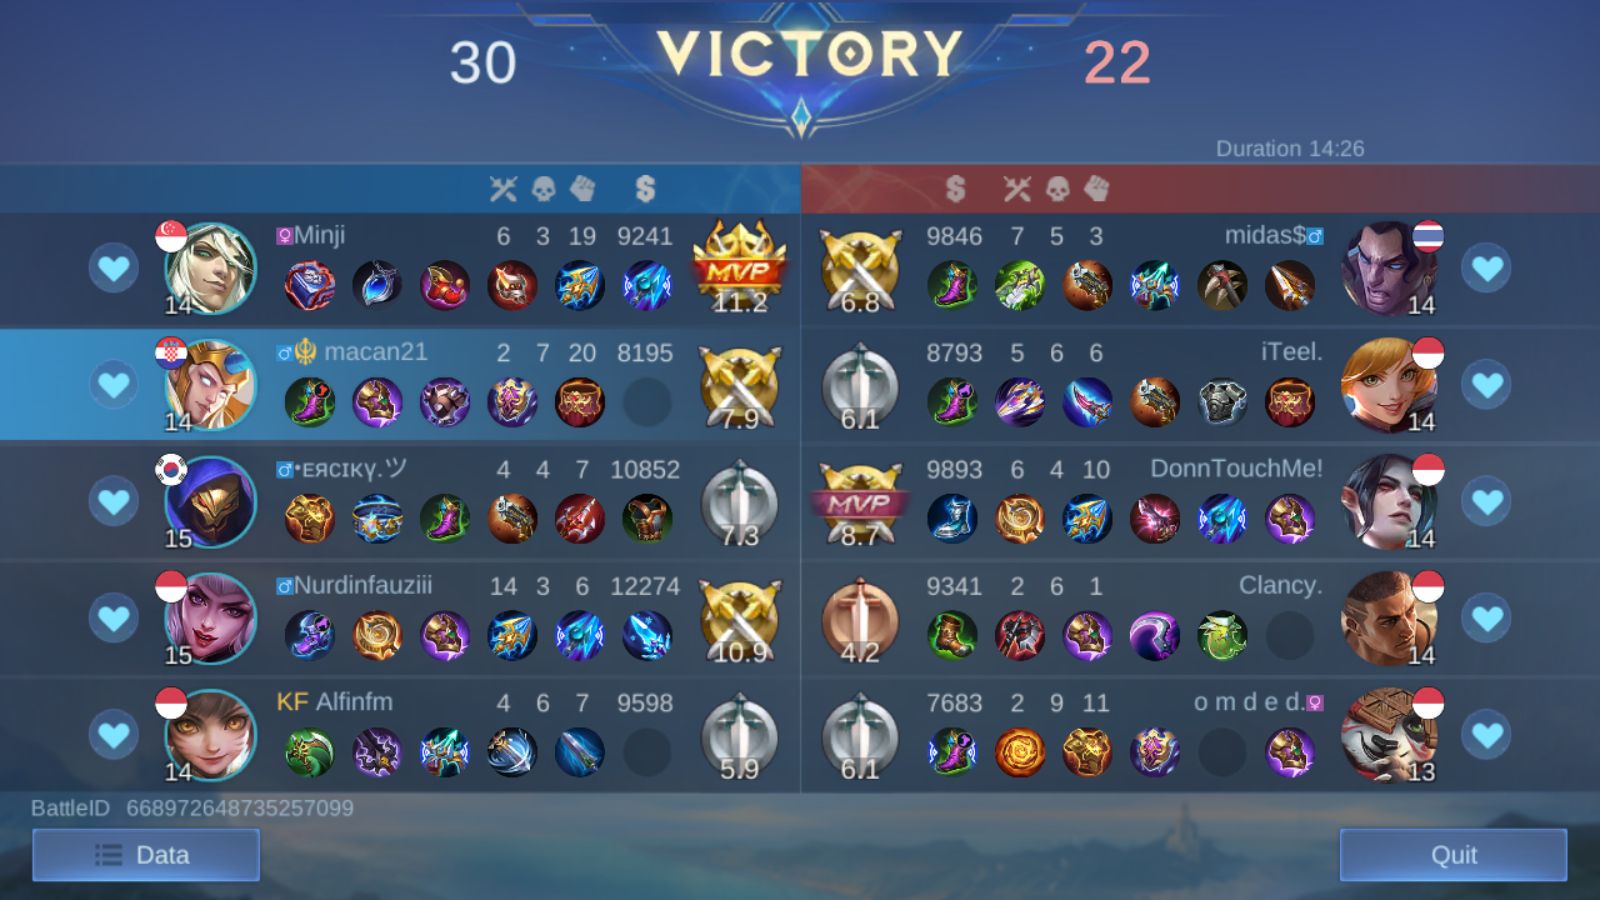 30 VICTORY 22
Duration 14:26
Minji 6 3 19 9241 MVP 11.2 14
6.8 9846 7 5 3 midas$ 14
macan21 2 7 20 8195 7.9 14
6.1 8793 5 6 6 iTeel. 14
•ᴇᴙᴄɪᴋγ.ツ 4 4 7 10852 7.3 15
MVP 8.7 9893 6 4 10 DonnTouchMe! 14
Nurdinfauziii 14 3 6 12274 10.9 15
4.2 9341 2 6 1 Clancy. 14
KF Alfinfm 4 6 7 9598 5.9 14
6.1 7683 2 9 11 o m d e d. 13
BattleID 668972648735257099
Data
Quit